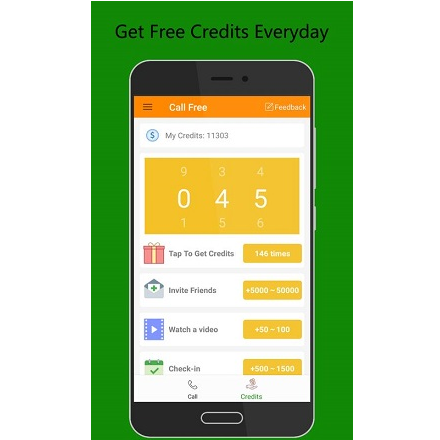 Get Free Credits Everyday
Call Free
Feedback
My Credits: 11303
9 3 4
0 4 5
1 5 6
Tap To Get Credits 146 times
Invite Friends +5000 ~ 50000
Watch a video +50 ~ 100
Check-in +500 ~ 1500
Call Credits